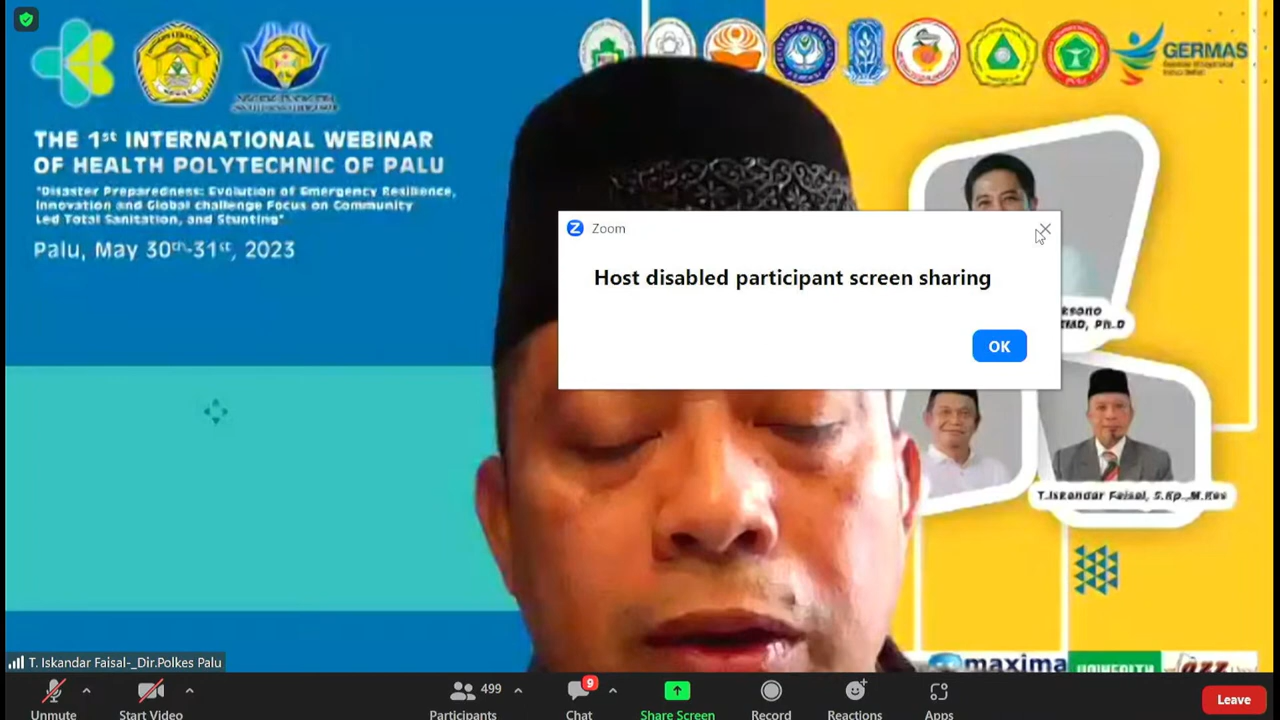 GERMAS
THE 1st INTERNATIONAL WEBINAR
OF HEALTH POLYTECHNIC OF PALU
"Disaster Preparedness: Evolution of Emergency Resilience,
Innovation and Global challenge Focus on Community
Led Total Sanitation, and Stunting"
Palu, May 30th-31st, 2023
Zoom
Host disabled participant screen sharing
OK
Ph.D
T.Iskandar Faisal, S.Kp.,M.Kes
maxima
T. Iskandar Faisal-_Dir.Polkes Palu
Unmute
Start Video
Participants
499
Chat
9
Share Screen
Record
Reactions
Apps
Leave